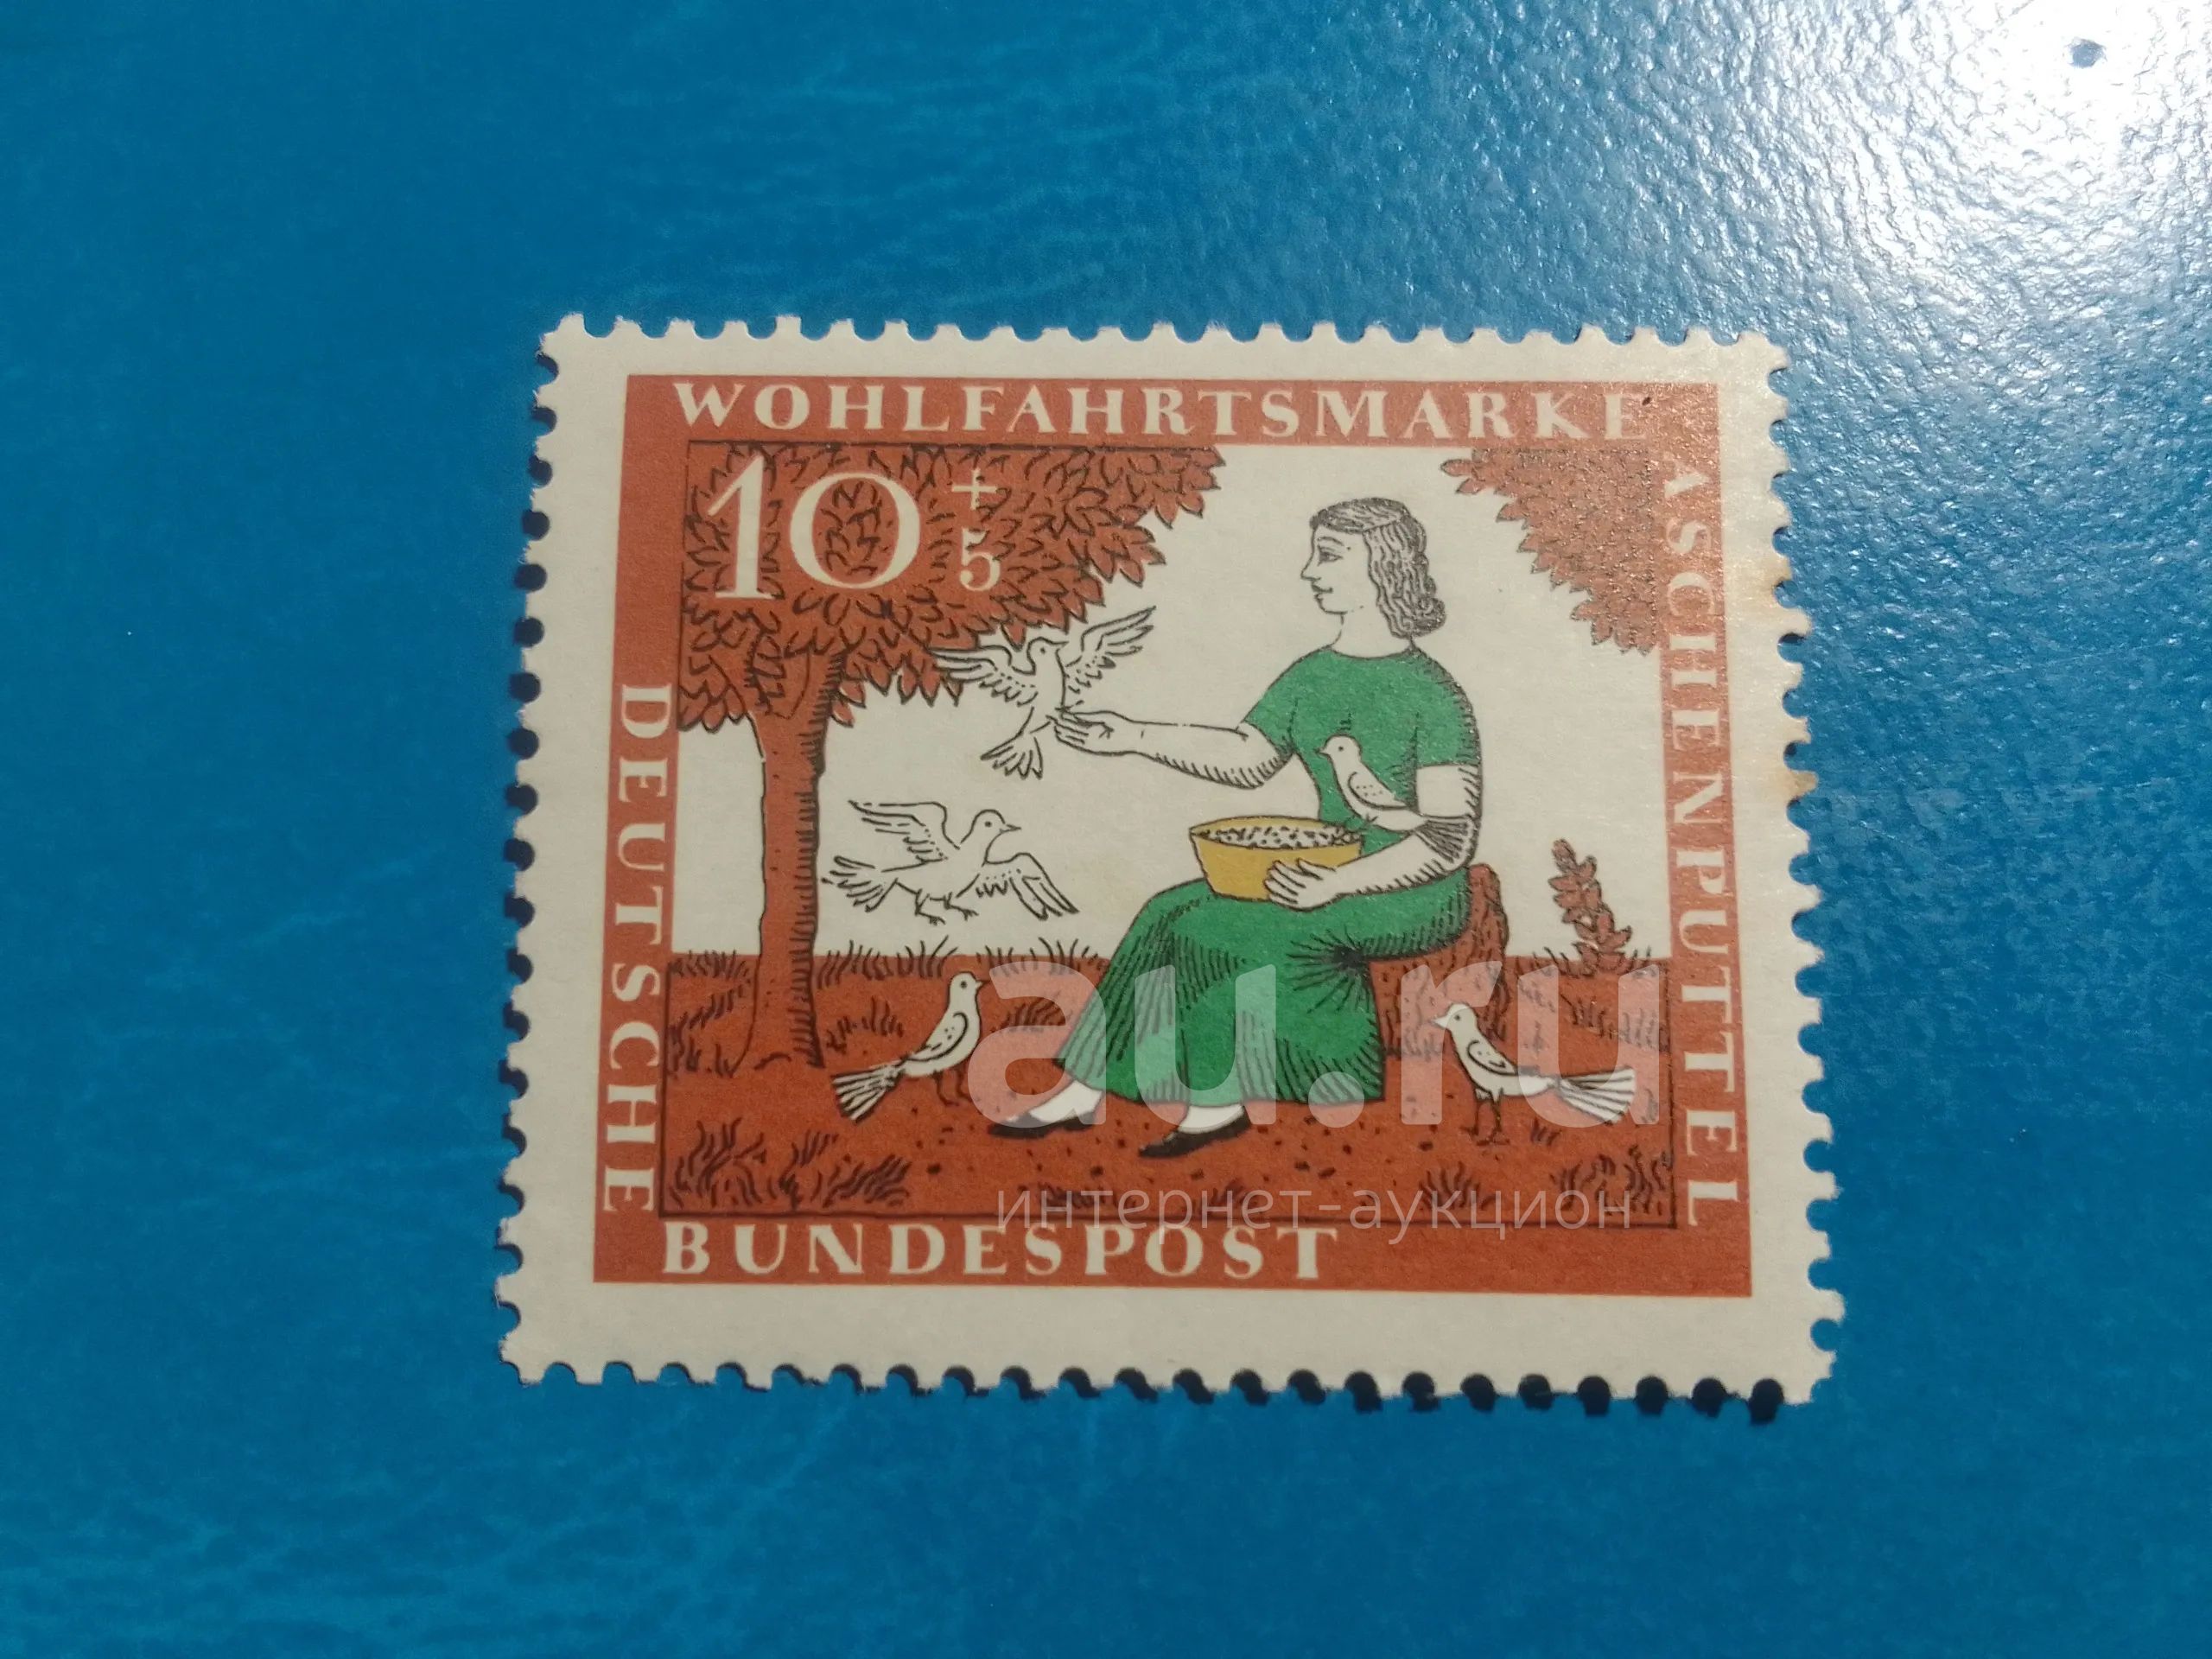 WOHLFAHRTSMARKE
10 + 5
ASCHENPUTTEL
DEUTSCHE
BUNDESPOST
au.ru
интернет-аукцион